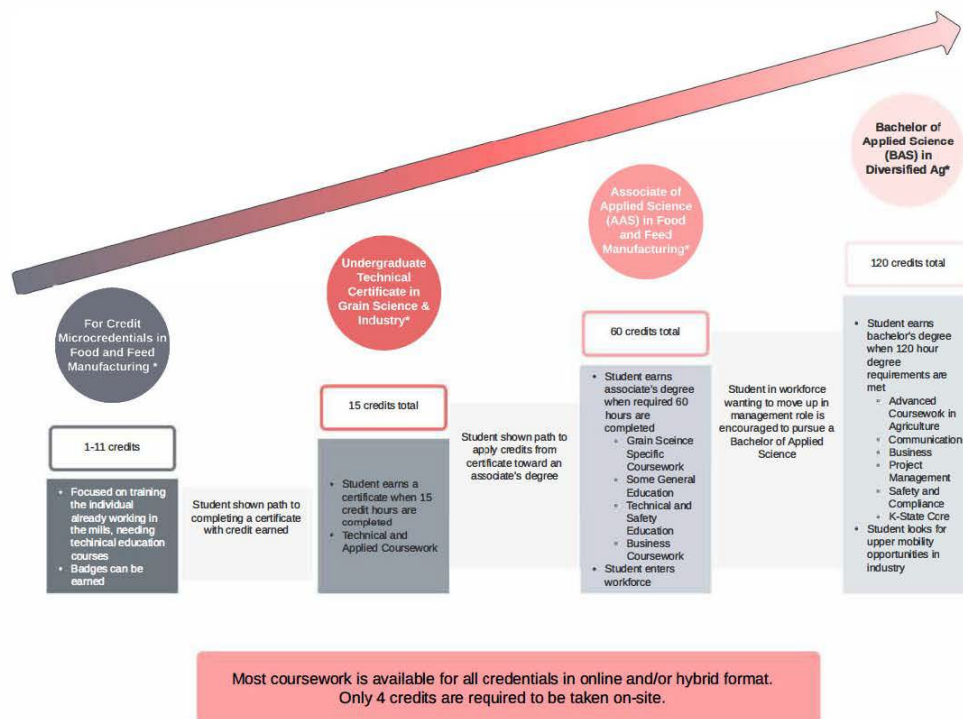 Bachelor of
Applied Science
(BAS) in
Diversified Ag*
Associate of
Applied Science
(AAS) in Food
and Feed
Manufacturing*
Undergraduate
Technical
Certificate in
Grain Science &
Industry*
For Credit
Microcredentials in
Food and Feed
Manufacturing *
1-11 credits
• Focused on training
the individual
already working in
the mills, needing
techinical education
courses
• Badges can be
earned
Student shown path to
completing a certificate
with credit earned
15 credits total
• Student earns a
certificate when 15
credit hours are
completed
• Technical and
Applied Coursework
Student shown path to
apply credits from
certificate toward an
associate's degree
60 credits total
• Student earns
associate's degree
when required 60
hours are
completed
◦ Grain Sceince
Specific
Coursework
◦ Some General
Education
◦ Technical and
Safety
Education
◦ Business
Coursework
• Student enters
workforce
Student in workforce
wanting to move up in
management role is
encouraged to pursue a
Bachelor of Applied
Science
120 credits total
• Student earns
bachelor's degree
when 120 hour
degree
requirements are
met
◦ Advanced
Coursework in
Agriculture
◦ Communication
◦ Business
◦ Project
Management
◦ Safety and
Compliance
◦ K-State Core
• Student looks for
upper mobility
opportunities in
industry
Most coursework is available for all credentials in online and/or hybrid format.
Only 4 credits are required to be taken on-site.